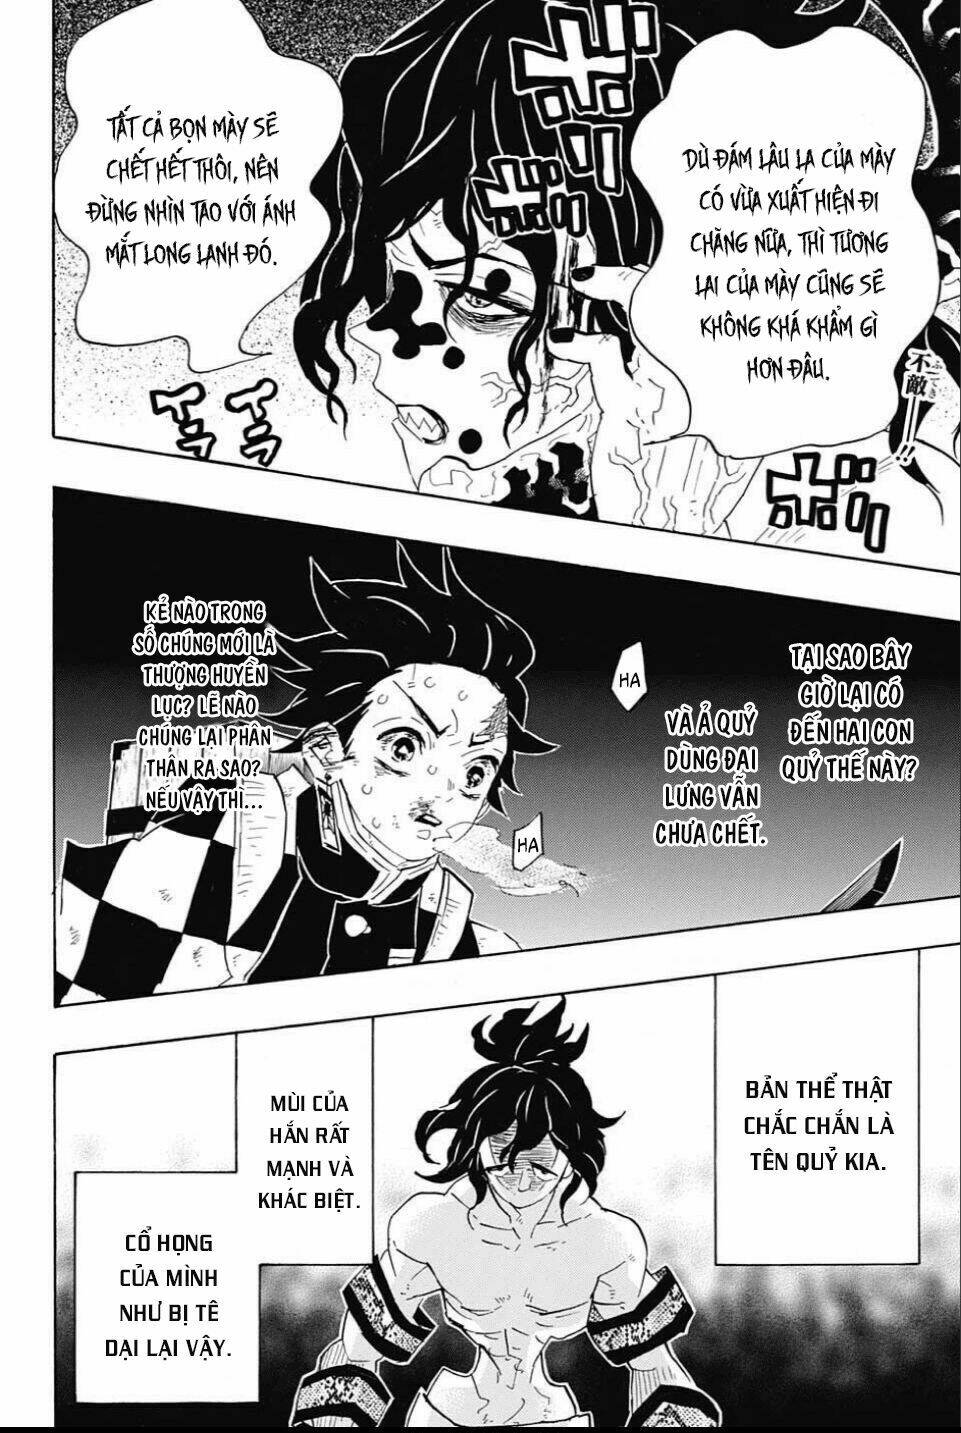 DÙ ĐÁM LÂU LA CỦA MÀY
CÓ VỪA XUẤT HIỆN ĐI
CHĂNG NỮA, THÌ TƯƠNG
LAI CỦA MÀY CŨNG SẼ
KHÔNG KHÁ KHẨM GÌ
HƠN ĐÂU.
TẤT CẢ BỌN MÀY SẼ
CHẾT HẾT THÔI, NÊN
ĐỪNG NHÌN TAO VỚI ÁNH
MẮT LONG LANH ĐÓ.
TẠI SAO BÂY
GIỜ LẠI CÓ
ĐẾN HAI CON
QUỶ THẾ NÀY?
VÀ Ả QUỶ
DÙNG ĐAI
LƯNG VẪN
CHƯA CHẾT.
HA
HA
KẺ NÀO TRONG
SỐ CHÚNG MỚI LÀ
THƯỢNG HUYỀN
LỤC? LẼ NÀO
CHÚNG LẠI PHÂN
THÂN RA SAO?
NẾU VẬY THÌ...
BẢN THỂ THẬT
CHẮC CHẮN LÀ
TÊN QUỶ KIA.
MÙI CỦA
HẮN RẤT
MẠNH VÀ
KHÁC BIỆT.
CỔ HỌNG
CỦA MÌNH
NHƯ BỊ TÊ
DẠI LẠI VẬY.